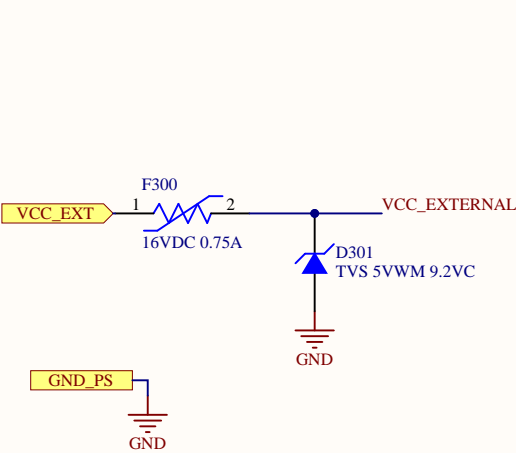 F300
VCC_EXT
1
2
VCC_EXTERNAL
16VDC 0.75A
D301
TVS 5VWM 9.2VC
GND
GND_PS
GND